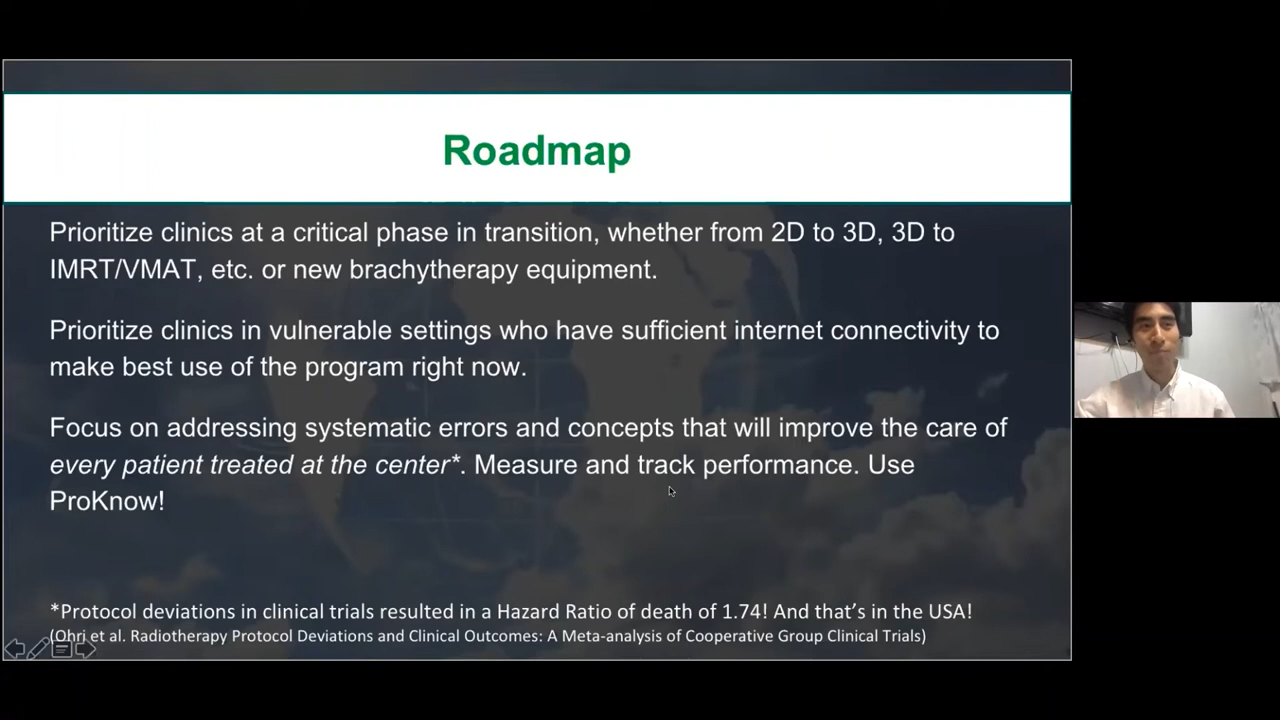 Roadmap
Prioritize clinics at a critical phase in transition, whether from 2D to 3D, 3D to
IMRT/VMAT, etc. or new brachytherapy equipment.
Prioritize clinics in vulnerable settings who have sufficient internet connectivity to
make best use of the program right now.
Focus on addressing systematic errors and concepts that will improve the care of
every patient treated at the center*. Measure and track performance. Use
ProKnow!
*Protocol deviations in clinical trials resulted in a Hazard Ratio of death of 1.74! And that’s in the USA!
(Ohri et al. Radiotherapy Protocol Deviations and Clinical Outcomes: A Meta-analysis of Cooperative Group Clinical Trials)